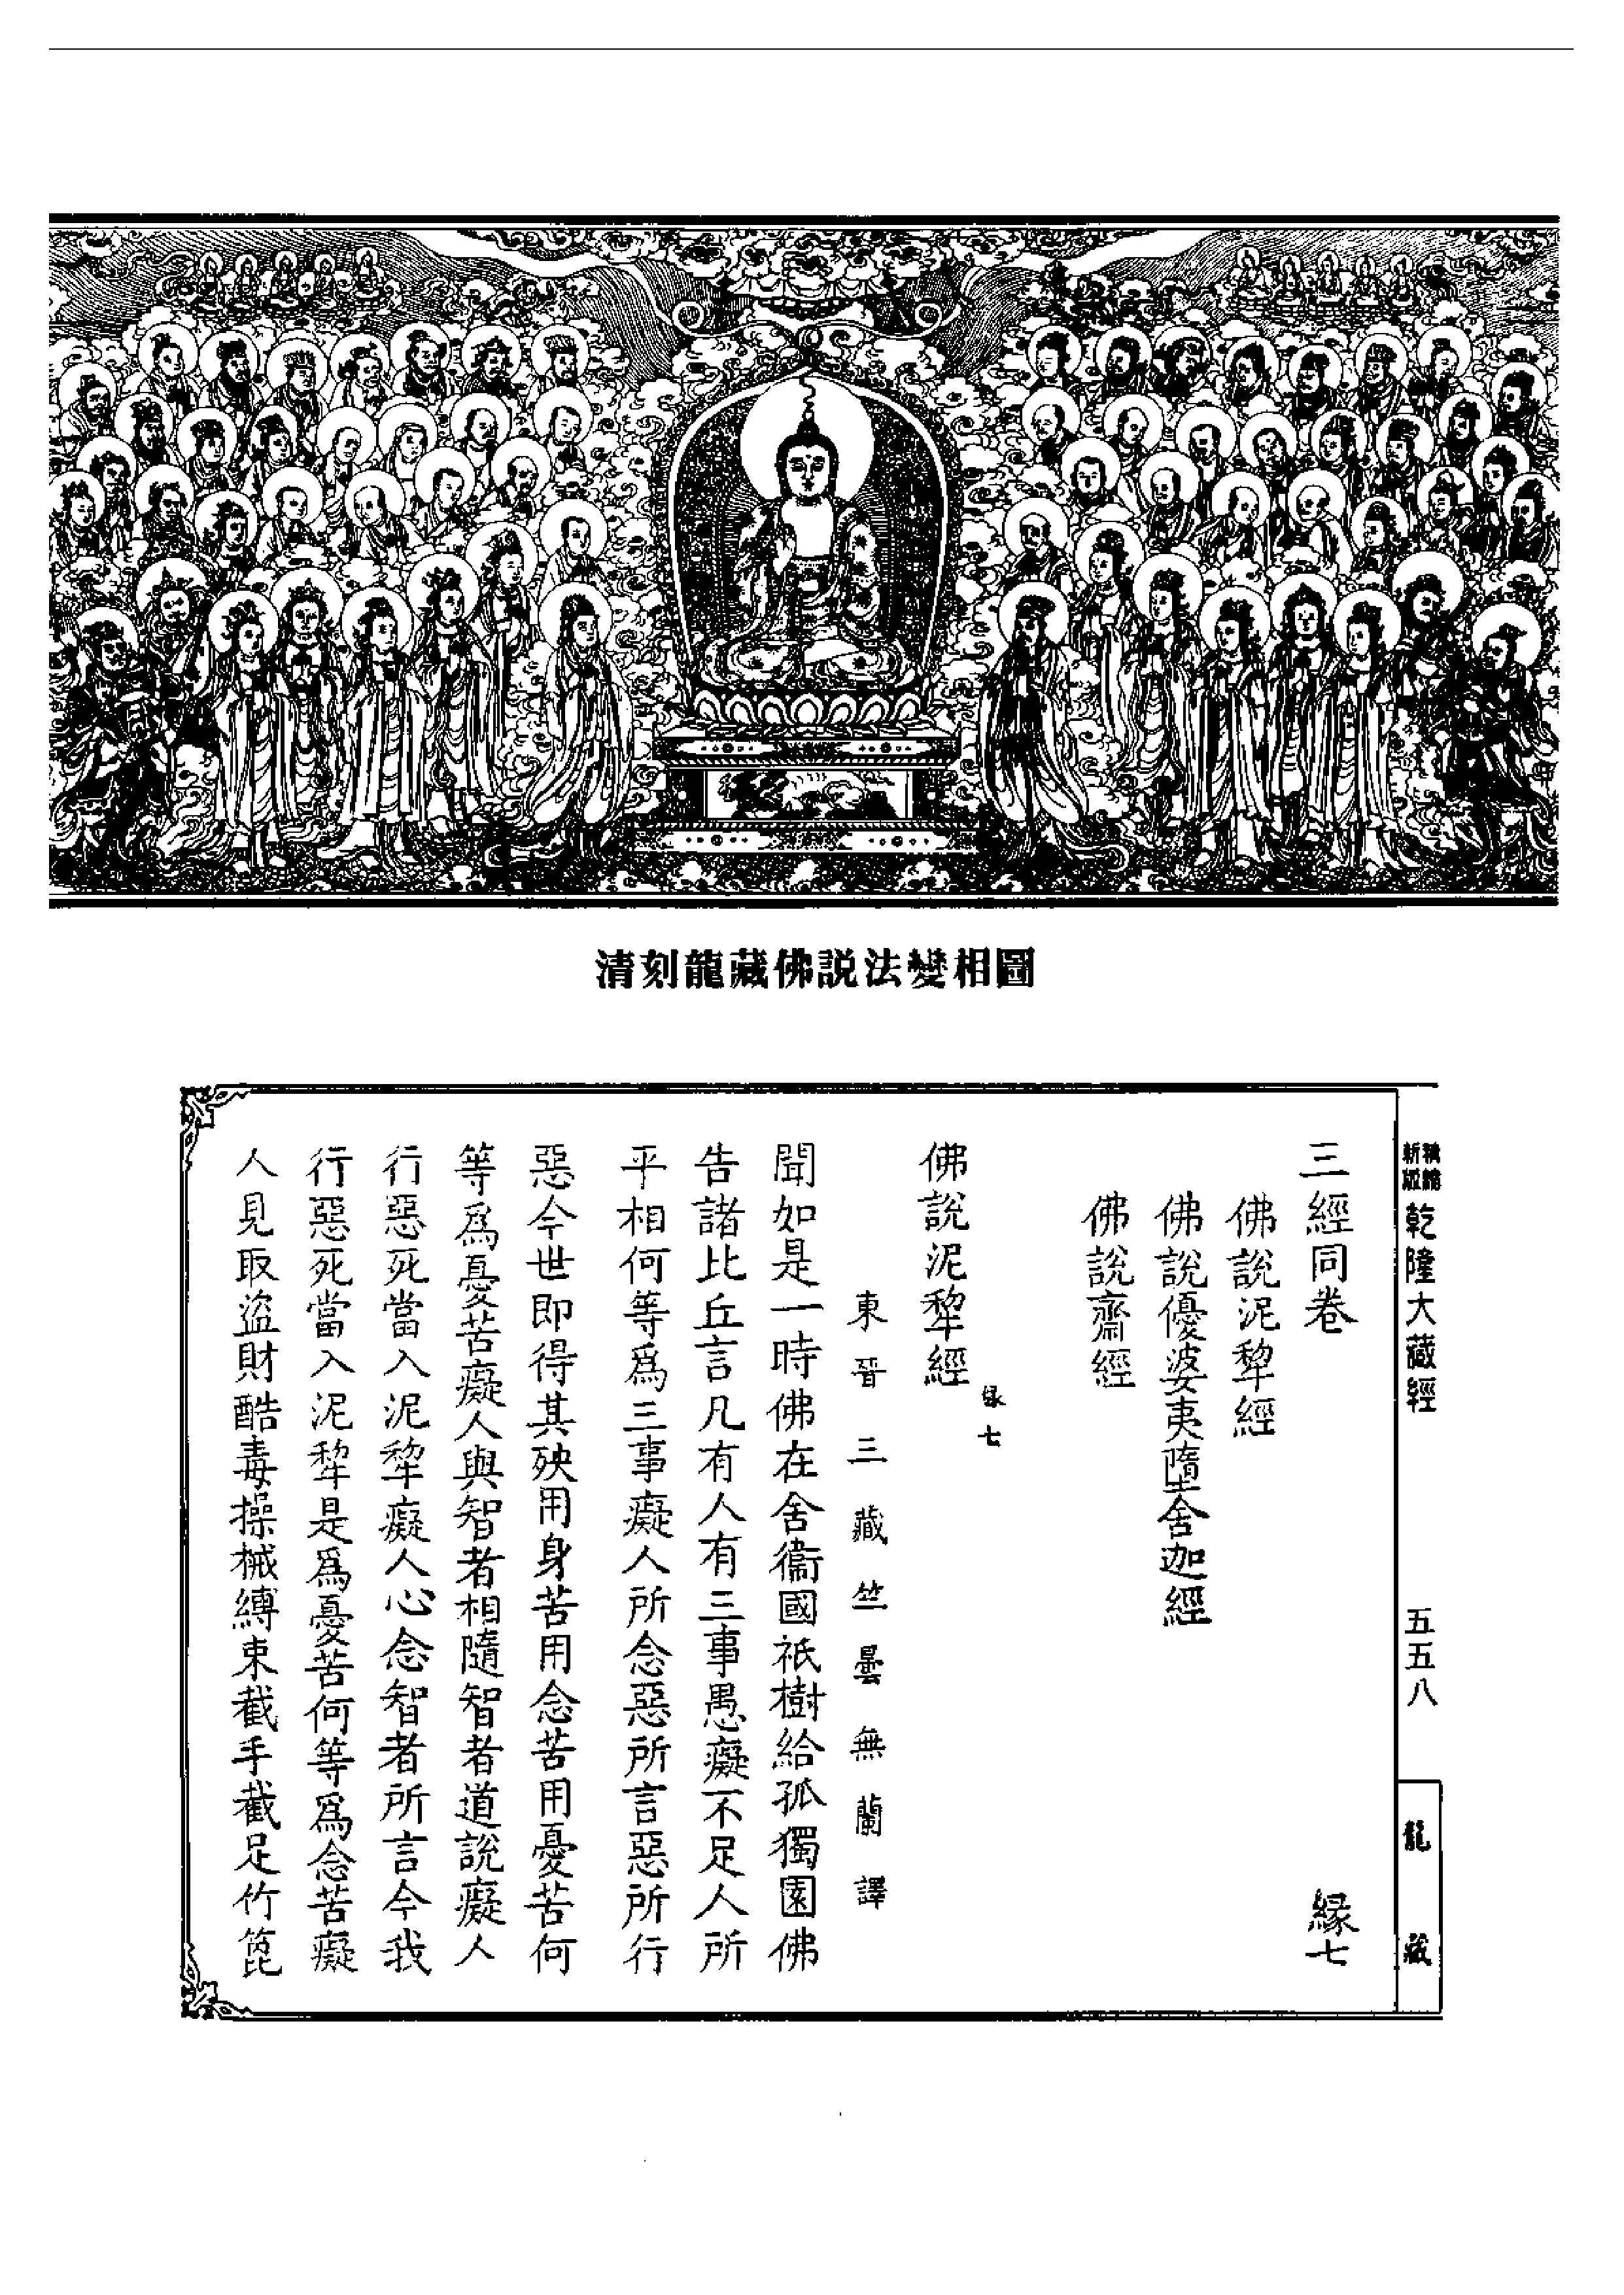 清刻龍藏佛説法變相圖
新版
精縮
乾隆大藏經
五五八
龍藏
三經同卷
緣七
佛說泥犂經
佛說優婆夷墮舍迦經
佛說齋經
緣七
佛說泥犂經
東晉三藏竺曇無蘭譯
聞如是一時佛在舍衞國祇樹給孤獨園佛
告諸比丘言凡有人有三事愚癡不足人所
平相何等爲三事癡人所念惡所言惡所行
惡今世即得其殃用身苦用念苦用憂苦何
等爲憂苦癡人與智者相隨智者道說癡人
行惡死當入泥犂癡人心念智者所言今我
行惡死當入泥犂是爲憂苦何等爲念苦癡
人見取盜財酷毒操械縛束截手截足竹箆